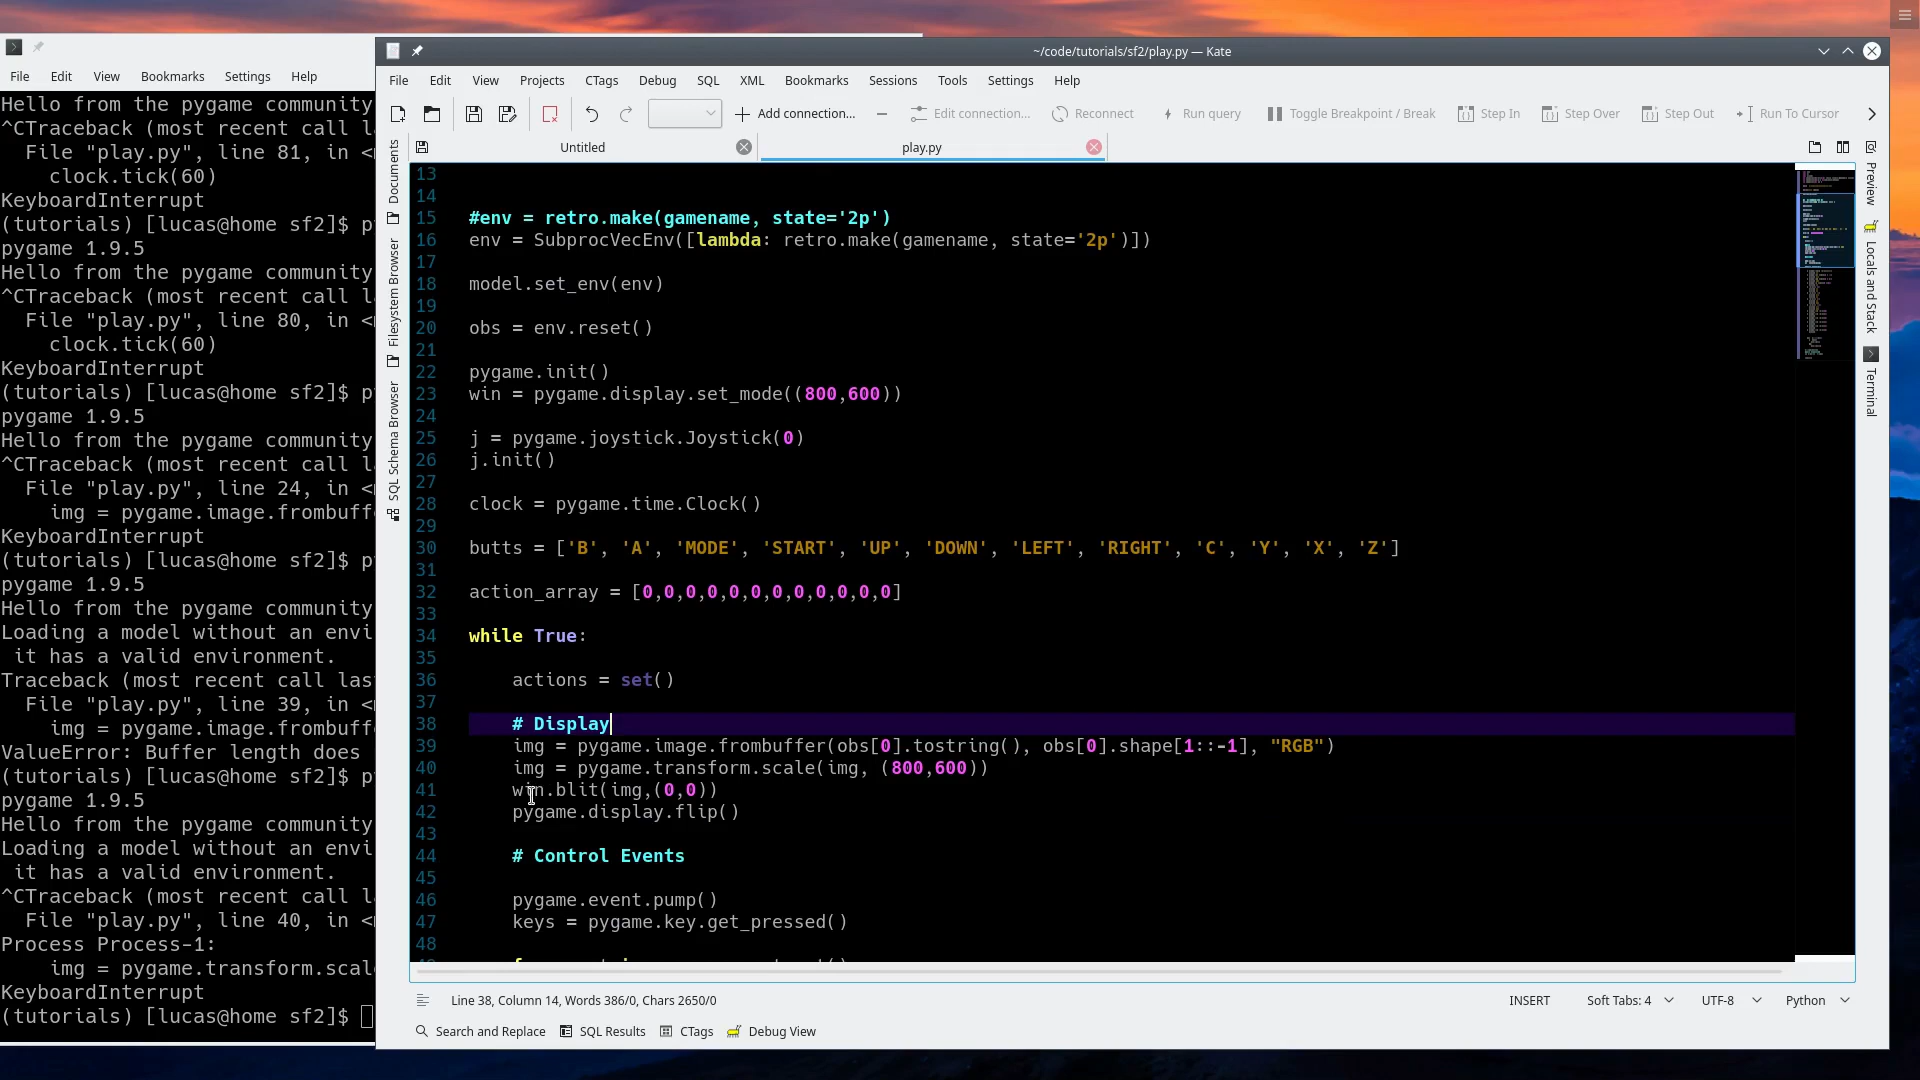 File Edit View Bookmarks Settings Help
Hello from the pygame community
^CTraceback (most recent call
File "play.py", line 81, in
clock.tick(60)
KeyboardInterrupt
(tutorials) [lucas@home sf2]$
pygame 1.9.5
Hello from the pygame community
^CTraceback (most recent call
File "play.py", line 80, in
clock.tick(60)
KeyboardInterrupt
(tutorials) [lucas@home sf2]$
pygame 1.9.5
Hello from the pygame community
^CTraceback (most recent call
File "play.py", line 24, in
img = pygame.image.frombuff
KeyboardInterrupt
(tutorials) [lucas@home sf2]$
pygame 1.9.5
Hello from the pygame community
Loading a model without an envi
it has a valid environment.
Traceback (most recent call las
File "play.py", line 39, in
img = pygame.image.frombuff
ValueError: Buffer length does
(tutorials) [lucas@home sf2]$
pygame 1.9.5
Hello from the pygame community
Loading a model without an envi
it has a valid environment.
^CTraceback (most recent call
File "play.py", line 40, in
Process Process-1:
img = pygame.transform.scal
KeyboardInterrupt
(tutorials) [lucas@home sf2]$
~/code/tutorials/sf2/play.py — Kate
File Edit View Projects CTags Debug SQL XML Bookmarks Sessions Tools Settings Help
Add connection... Edit connection... Reconnect Run query Toggle Breakpoint / Break Step In Step Over Step Out Run To Cursor
Untitled play.py
Documents
Filesystem Browser
SQL Schema Browser
13
14
15 #env = retro.make(gamename, state='2p')
16 env = SubprocVecEnv([lambda: retro.make(gamename, state='2p')])
17
18 model.set_env(env)
19
20 obs = env.reset()
21
22 pygame.init()
23 win = pygame.display.set_mode((800,600))
24
25 j = pygame.joystick.Joystick(0)
26 j.init()
27
28 clock = pygame.time.Clock()
29
30 butts = ['B', 'A', 'MODE', 'START', 'UP', 'DOWN', 'LEFT', 'RIGHT', 'C', 'Y', 'X', 'Z']
31
32 action_array = [0,0,0,0,0,0,0,0,0,0,0,0]
33
34 while True:
35
36 actions = set()
37
38 # Display
39 img = pygame.image.frombuffer(obs[0].tostring(), obs[0].shape[1::-1], "RGB")
40 img = pygame.transform.scale(img, (800,600))
41 win.blit(img,(0,0))
42 pygame.display.flip()
43
44 # Control Events
45
46 pygame.event.pump()
47 keys = pygame.key.get_pressed()
48
Preview
Locals and Stack
Terminal
Line 38, Column 14, Words 386/0, Chars 2650/0 INSERT Soft Tabs: 4 UTF-8 Python
Search and Replace SQL Results CTags Debug View